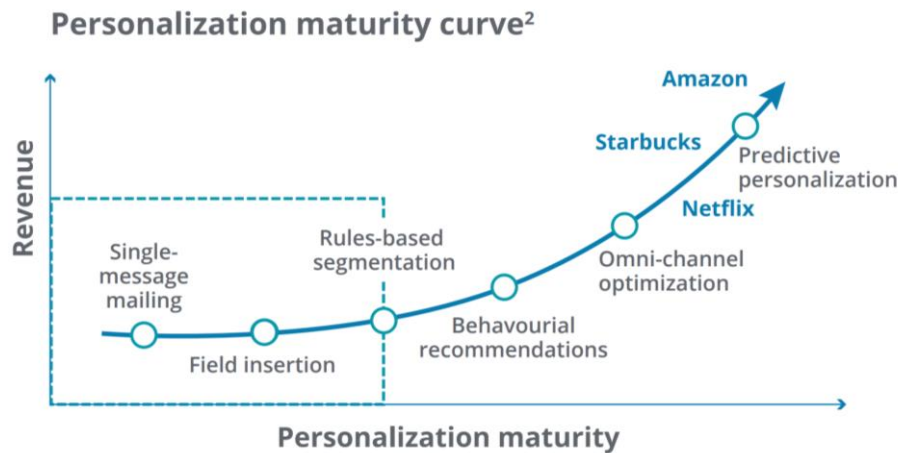 Personalization maturity curve²
Revenue
Amazon
Starbucks
Predictive
personalization
Netflix
Rules-based
segmentation
Single-
message
mailing
Omni-channel
optimization
Behavourial
recommendations
Field insertion
Personalization maturity